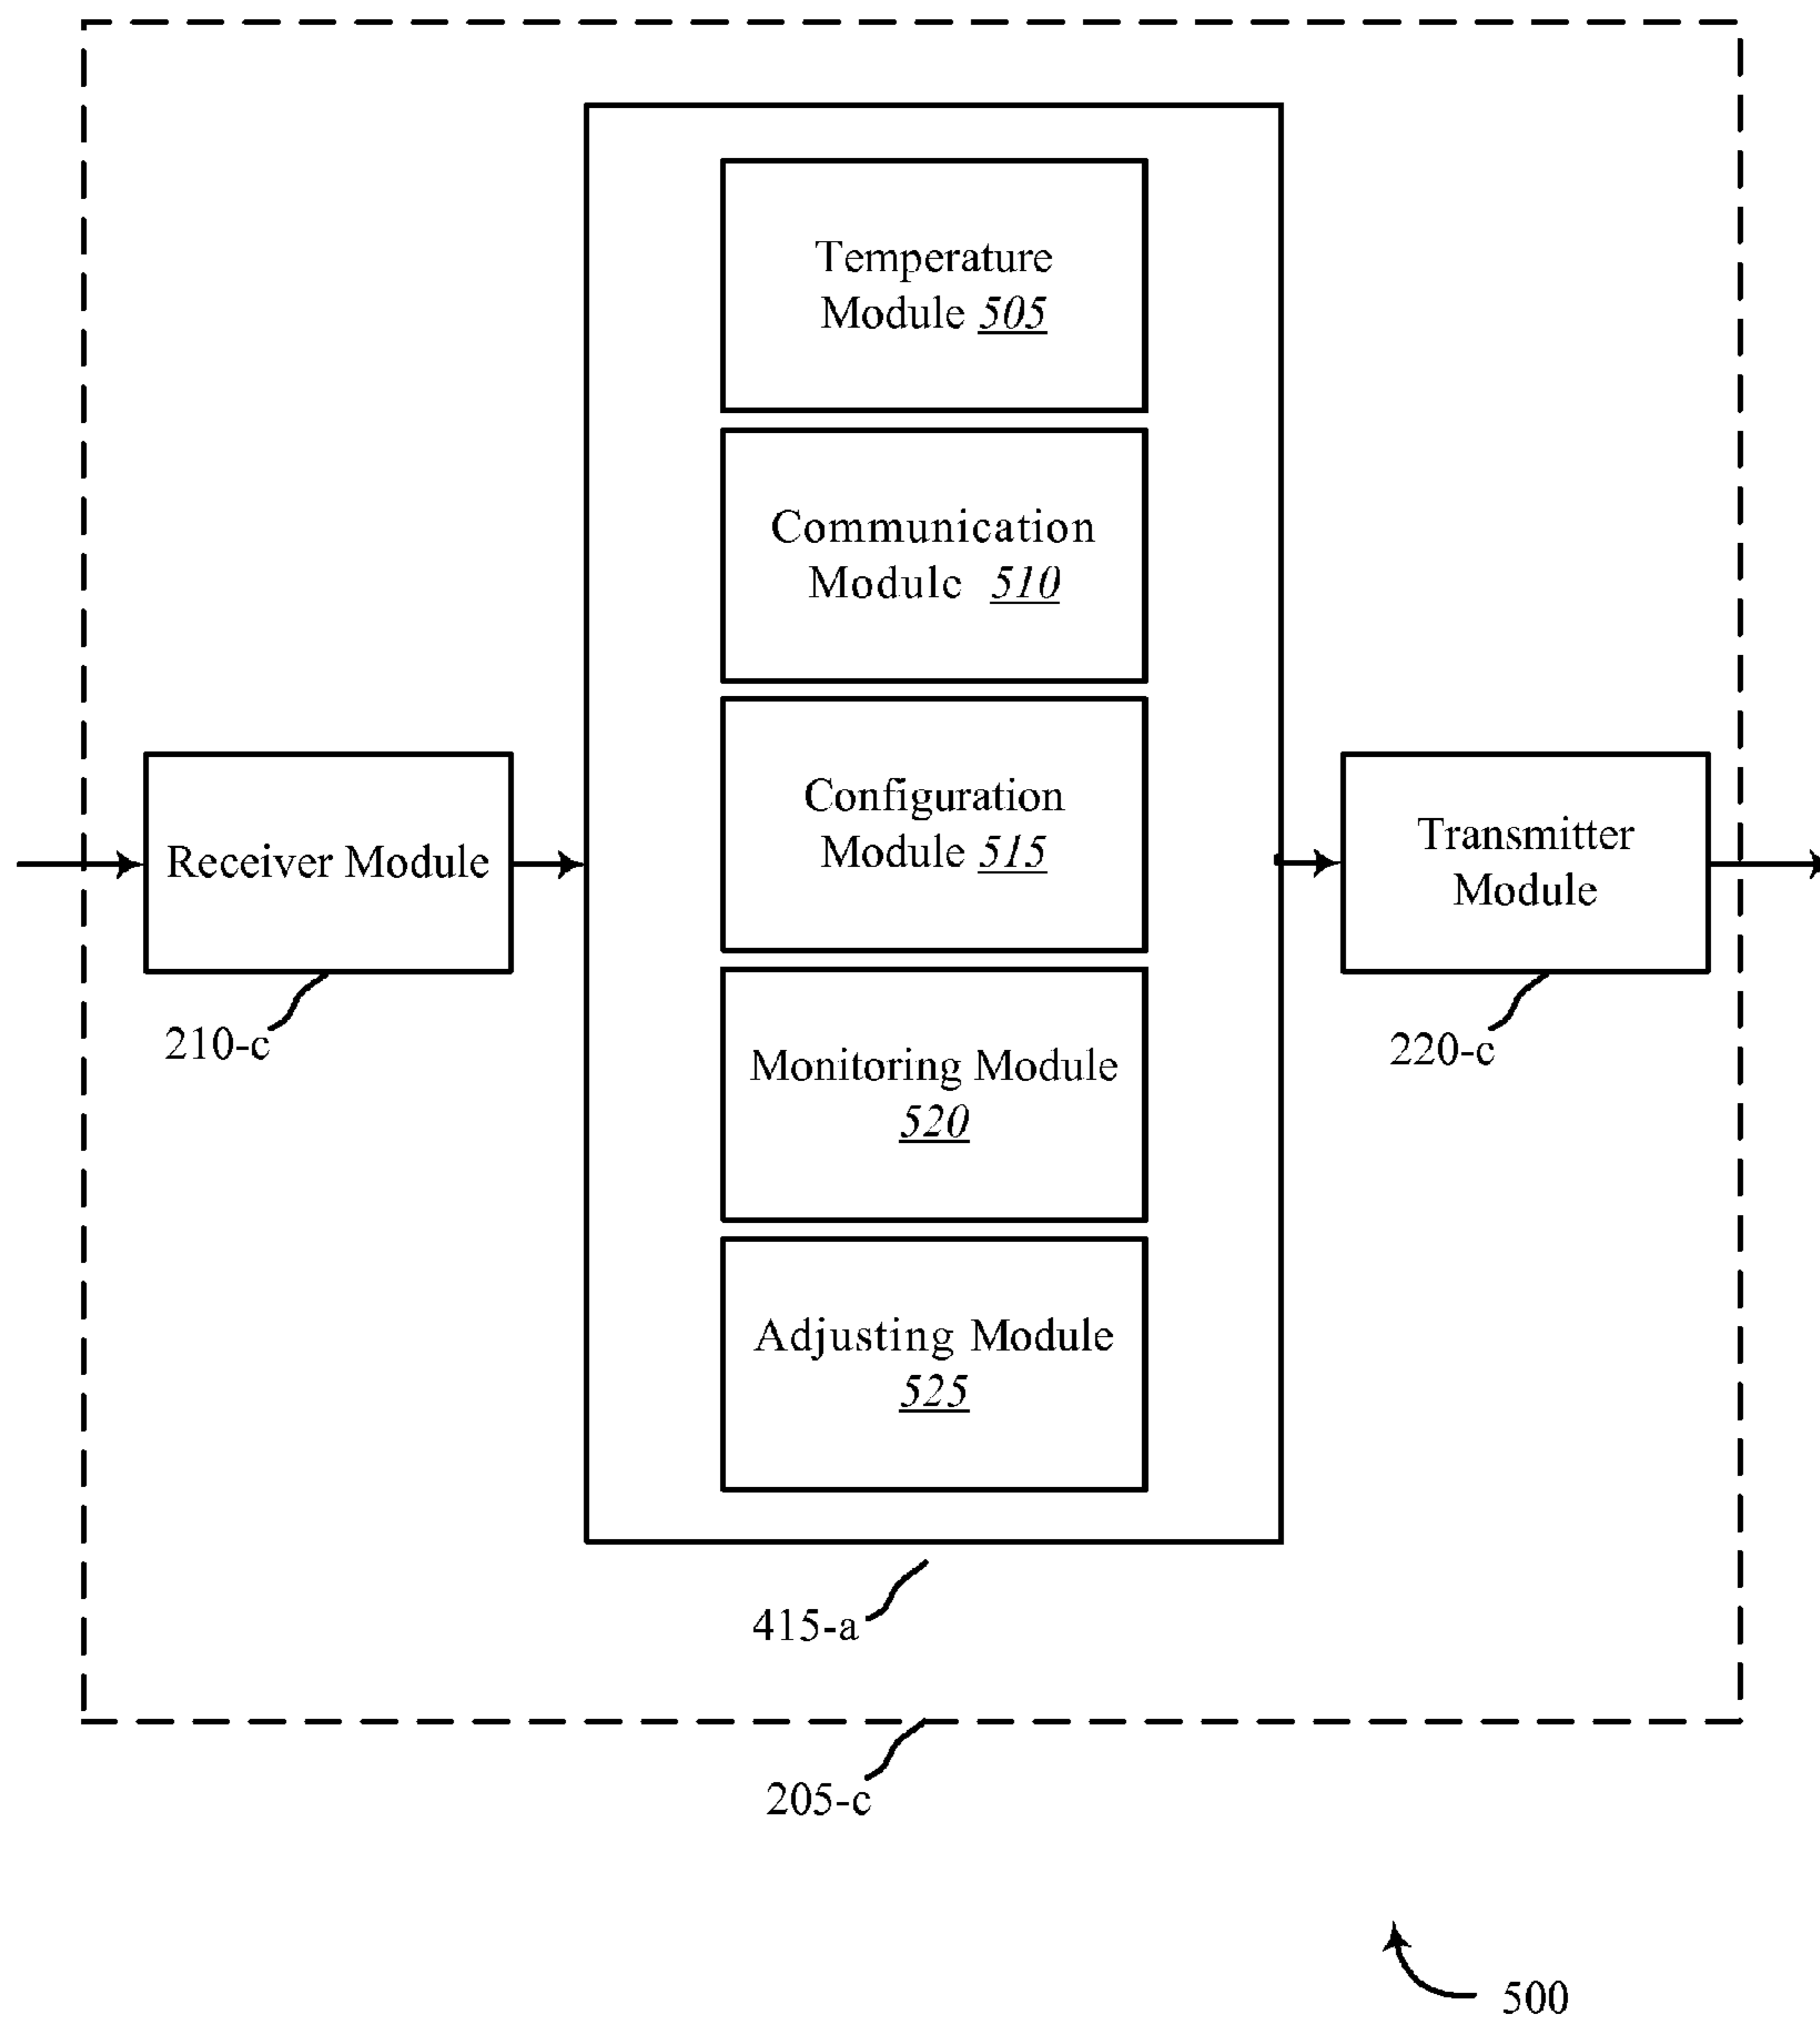 Temperature
Module 505
Communication
Module 510
Configuration
Module 515
Monitoring Module
520
Adjusting Module
525
Receiver Module
210-c
Transmitter
Module
220-c
415-a
205-c
500